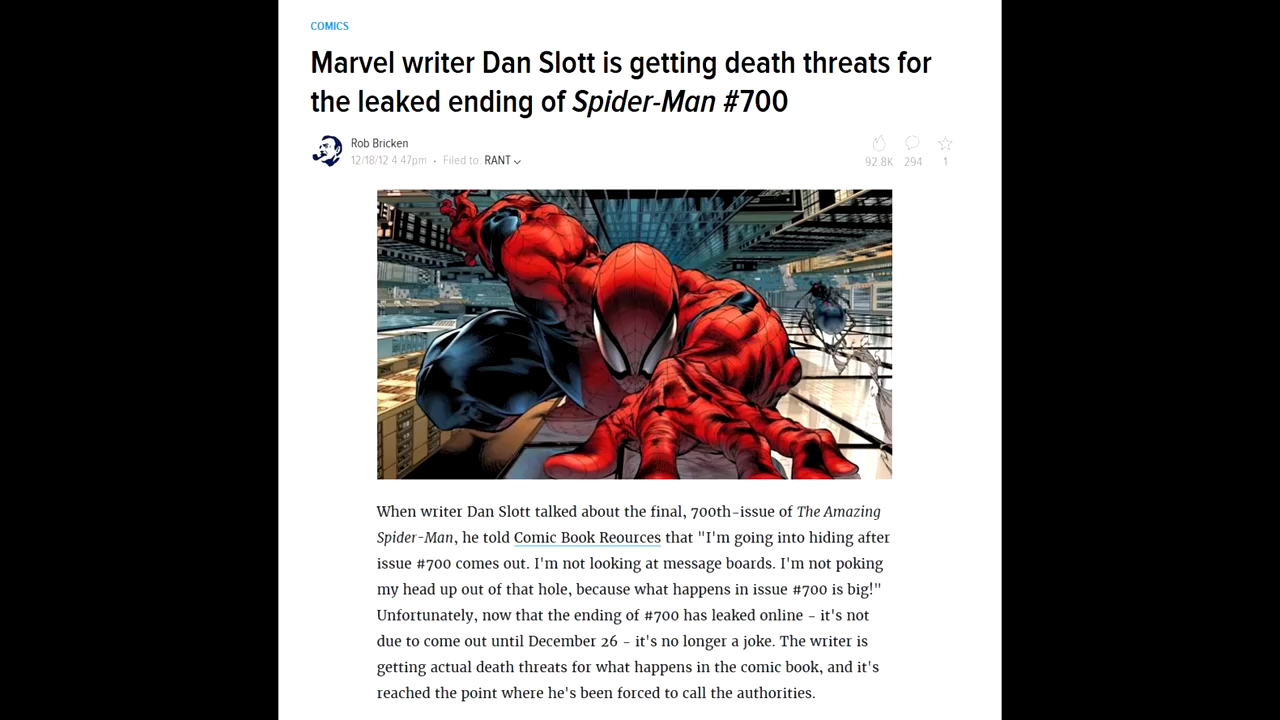 COMICS
Marvel writer Dan Slott is getting death threats for
the leaked ending of Spider-Man #700
Rob Bricken
12/18/12 4:47pm • Filed to RANT
92.8K 294 1
When writer Dan Slott talked about the final, 700th-issue of The Amazing
Spider-Man, he told Comic Book Reources that "I'm going into hiding after
issue #700 comes out. I'm not looking at message boards. I'm not poking
my head up out of that hole, because what happens in issue #700 is big!"
Unfortunately, now that the ending of #700 has leaked online – it's not
due to come out until December 26 – it's no longer a joke. The writer is
getting actual death threats for what happens in the comic book, and it's
reached the point where he's been forced to call the authorities.